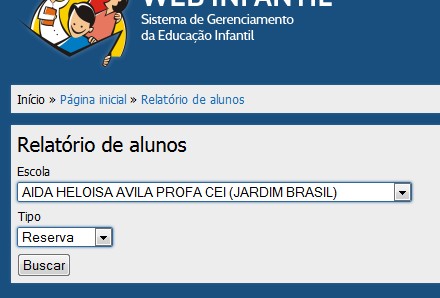 WEB INFANTIL
Sistema de Gerenciamento
da Educação Infantil
Início » Página inicial » Relatório de alunos
Relatório de alunos
Escola
AIDA HELOISA AVILA PROFA CEI (JARDIM BRASIL)
Tipo
Reserva
Buscar